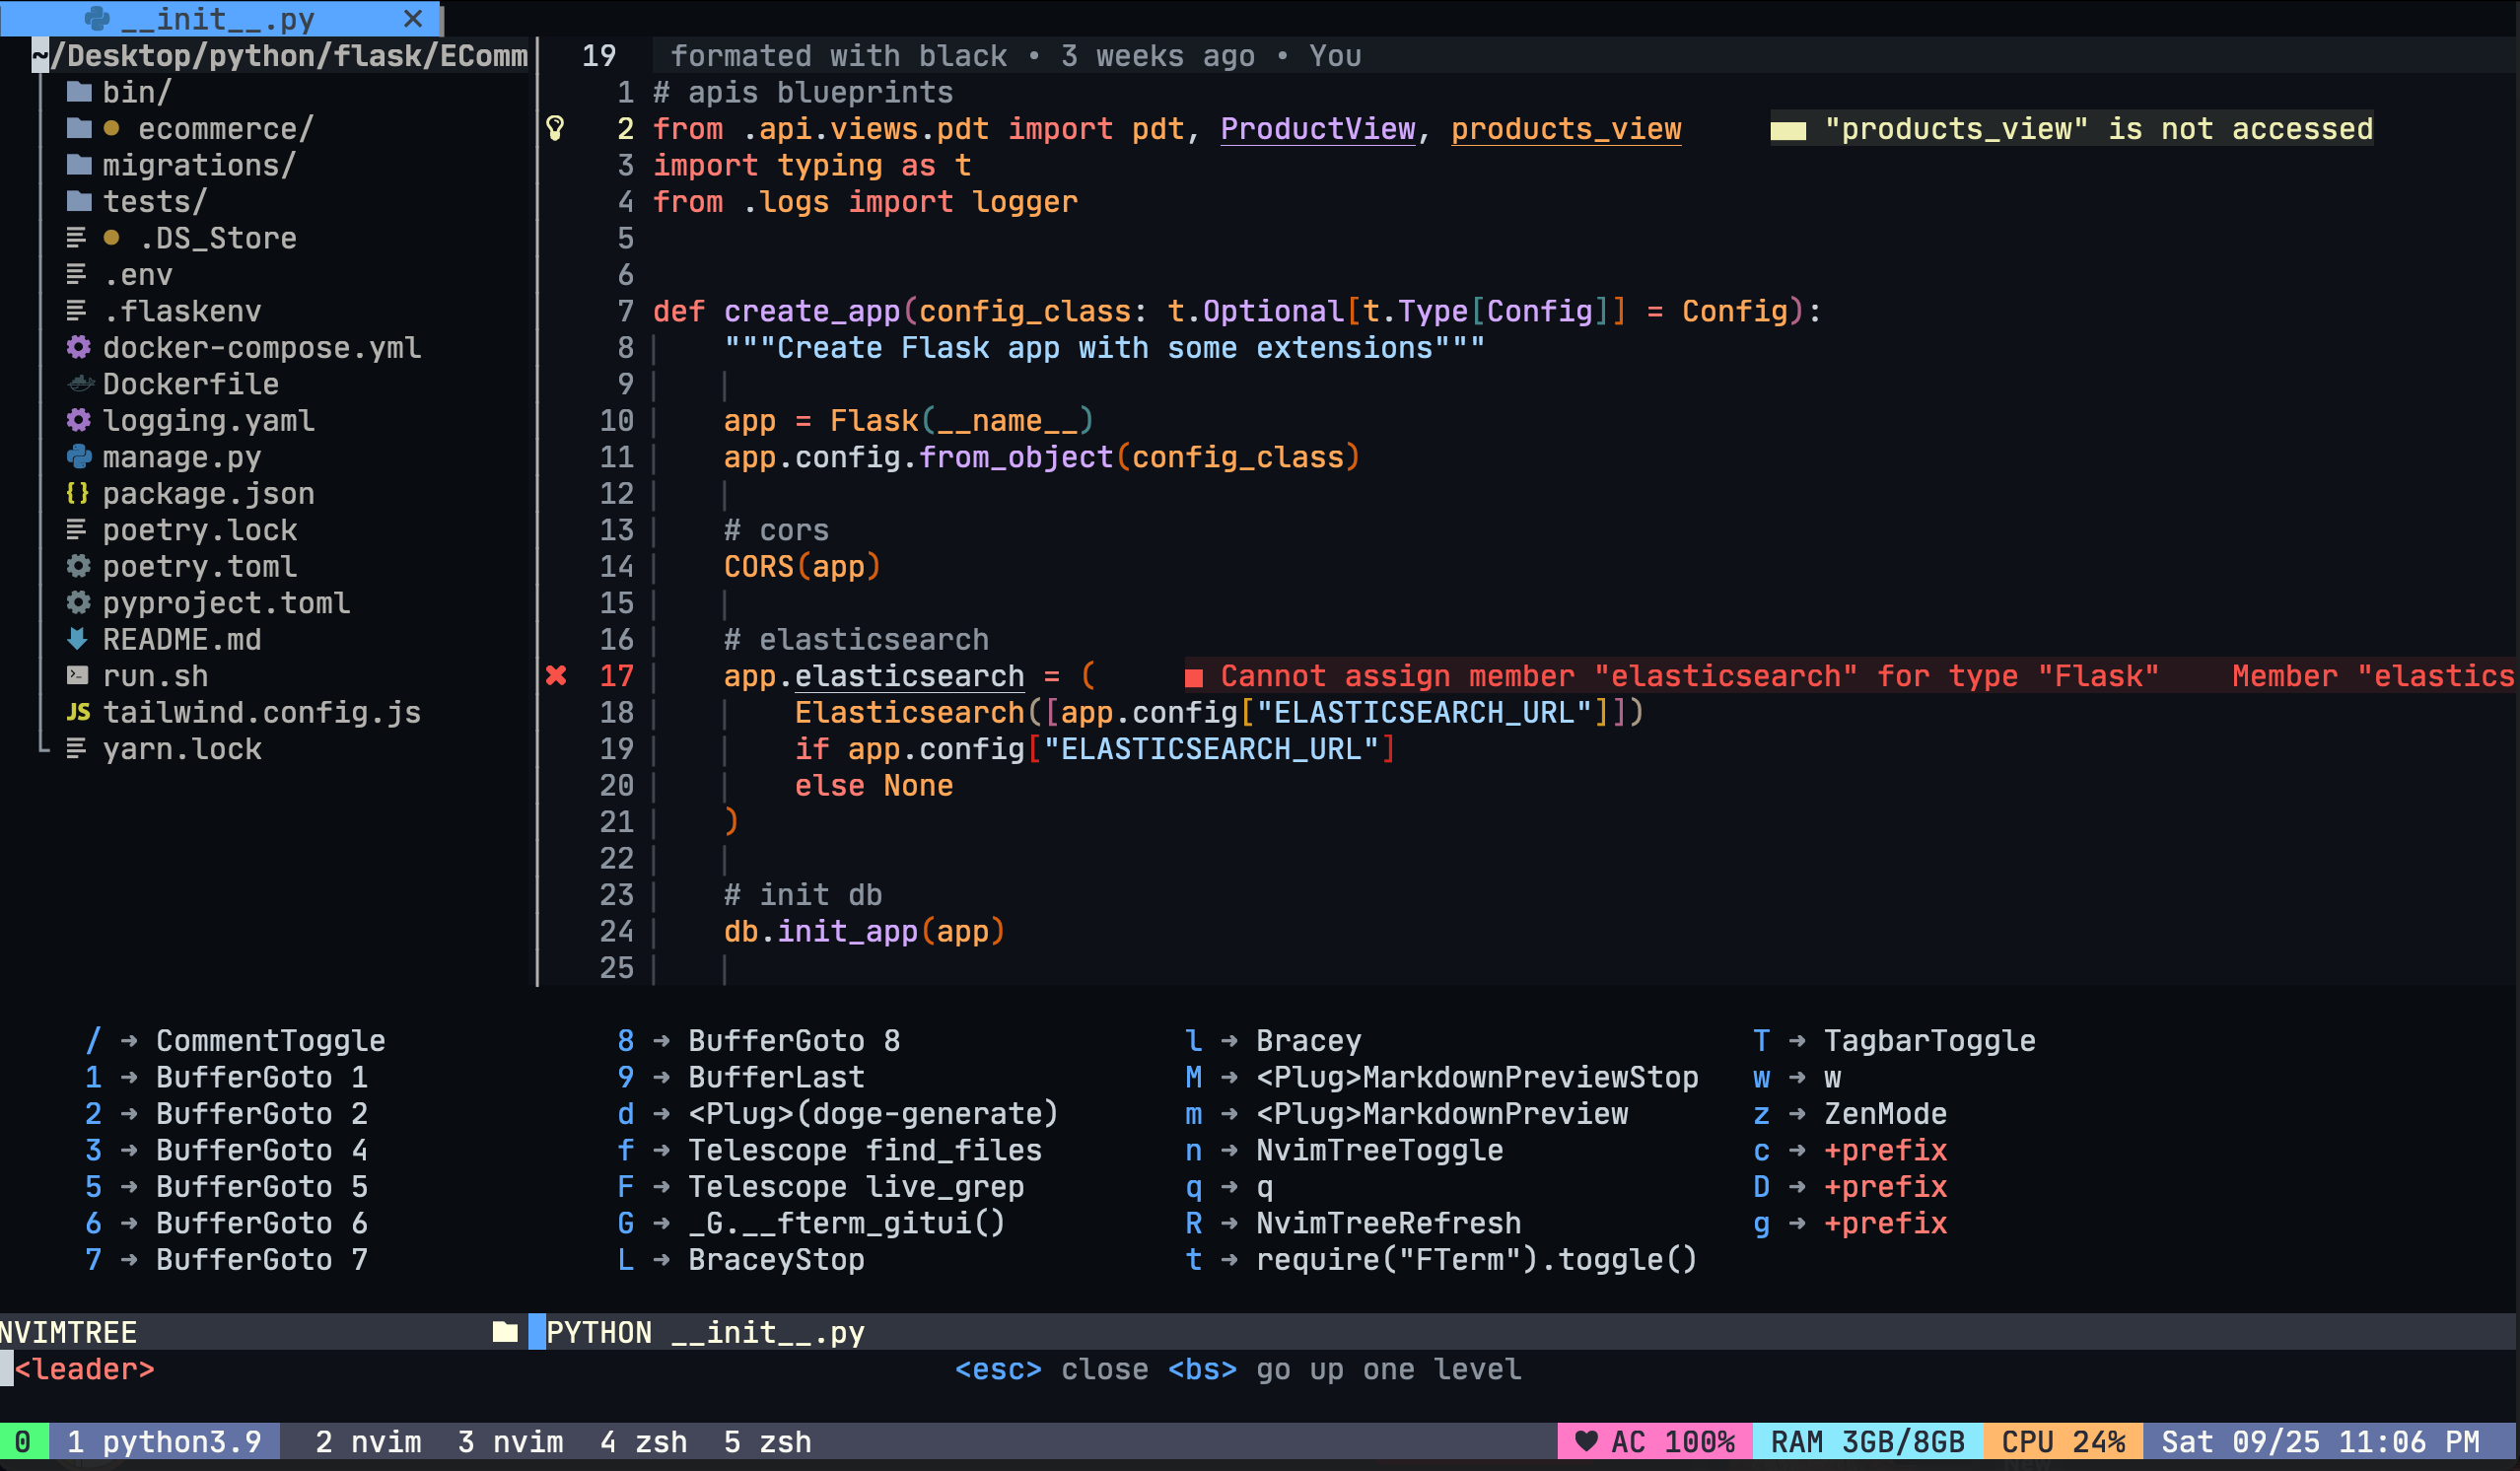 __init__.py ×
~/Desktop/python/flask/EComm
bin/
ecommerce/
migrations/
tests/
.DS_Store
.env
.flaskenv
docker-compose.yml
Dockerfile
logging.yaml
manage.py
package.json
poetry.lock
poetry.toml
pyproject.toml
README.md
run.sh
JS tailwind.config.js
yarn.lock
19 formated with black • 3 weeks ago • You
1 # apis blueprints
2 from .api.views.pdt import pdt, ProductView, products_view "products_view" is not accessed
3 import typing as t
4 from .logs import logger
5
6
7 def create_app(config_class: t.Optional[t.Type[Config]] = Config):
8 """Create Flask app with some extensions"""
9
10 app = Flask(__name__)
11 app.config.from_object(config_class)
12
13 # cors
14 CORS(app)
15
16 # elasticsearch
17 app.elasticsearch = ( Cannot assign member "elasticsearch" for type "Flask" Member "elastics
18 Elasticsearch([app.config["ELASTICSEARCH_URL"]])
19 if app.config["ELASTICSEARCH_URL"]
20 else None
21 )
22
23 # init db
24 db.init_app(app)
25
/ → CommentToggle
1 → BufferGoto 1
2 → BufferGoto 2
3 → BufferGoto 4
5 → BufferGoto 5
6 → BufferGoto 6
7 → BufferGoto 7
8 → BufferGoto 8
9 → BufferLast
d → <Plug>(doge-generate)
f → Telescope find_files
F → Telescope live_grep
G → _G.__fterm_gitui()
L → BraceyStop
l → Bracey
M → <Plug>MarkdownPreviewStop
m → <Plug>MarkdownPreview
n → NvimTreeToggle
q → q
R → NvimTreeRefresh
t → require("FTerm").toggle()
T → TagbarToggle
w → w
z → ZenMode
c → +prefix
D → +prefix
g → +prefix
NVIMTREE PYTHON __init__.py
<leader> <esc> close <bs> go up one level
0 1 python3.9 2 nvim 3 nvim 4 zsh 5 zsh ♥ AC 100% RAM 3GB/8GB CPU 24% Sat 09/25 11:06 PM